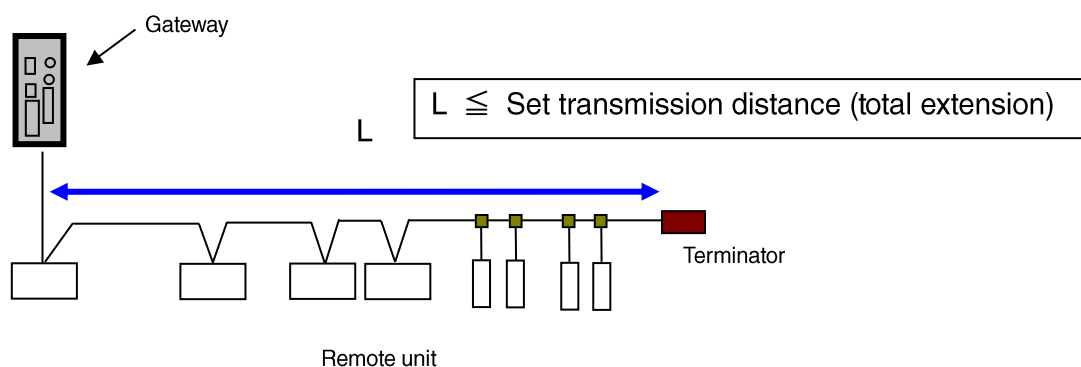 Gateway
L ≦ Set transmission distance (total extension)
L
Terminator
Remote unit